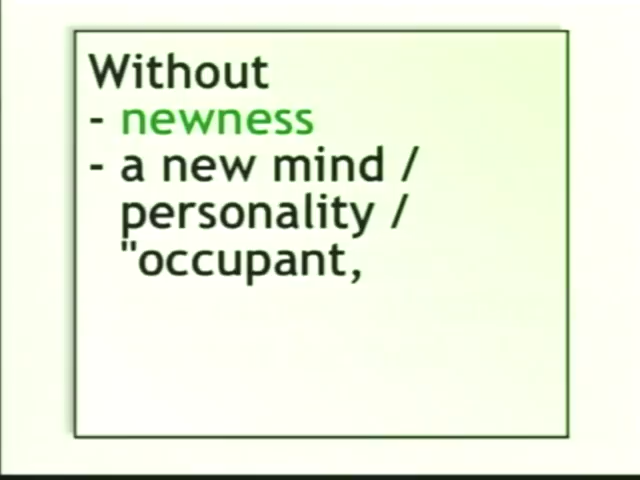 Without
- newness
- a new mind /
personality /
"occupant,